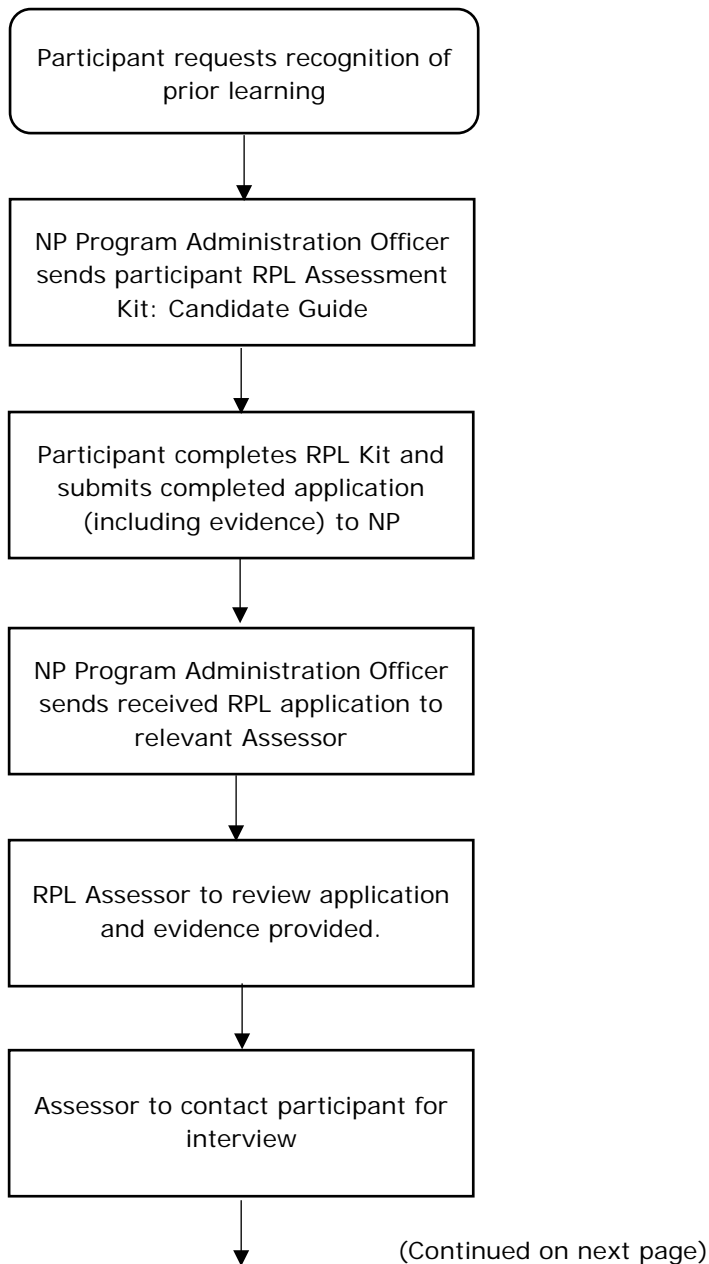 Participant requests recognition of
prior learning
NP Program Administration Officer
sends participant RPL Assessment
Kit: Candidate Guide
Participant completes RPL Kit and
submits completed application
(including evidence) to NP
NP Program Administration Officer
sends received RPL application to
relevant Assessor
RPL Assessor to review application
and evidence provided.
Assessor to contact participant for
interview
(Continued on next page)